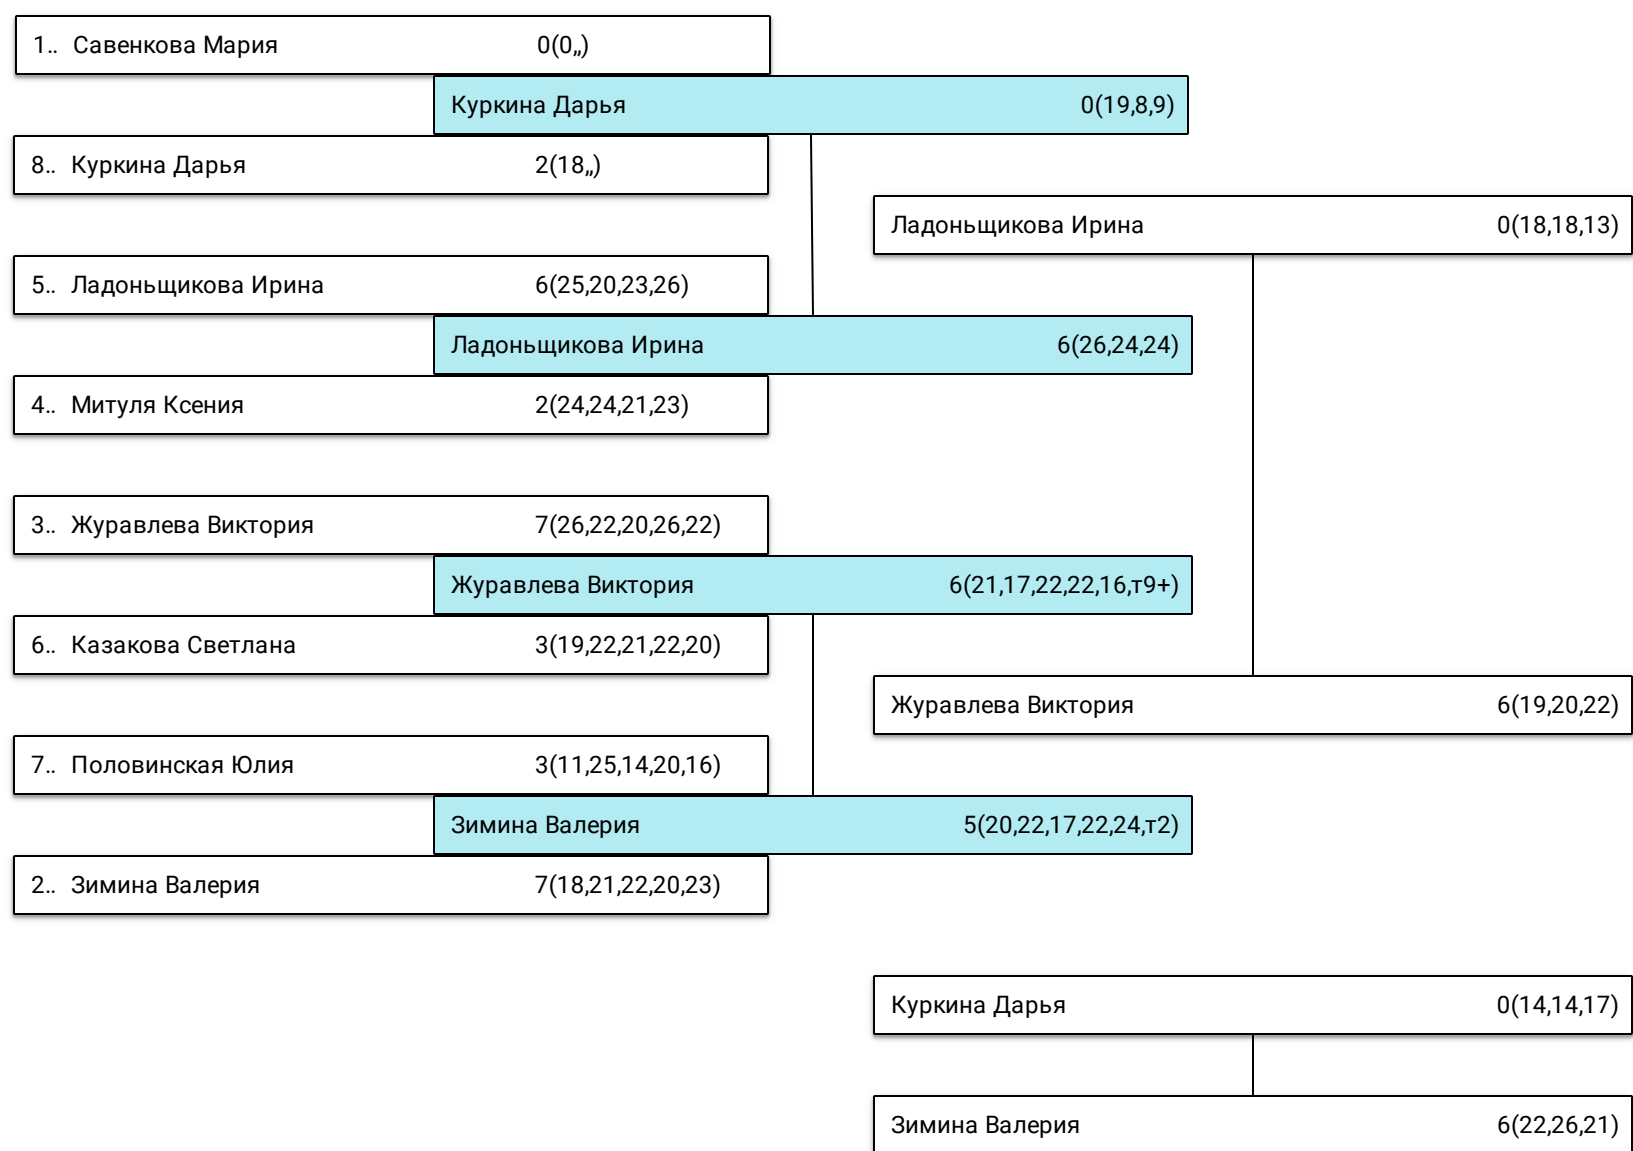 1.. Савенкова Мария 0(0,,)
Куркина Дарья 0(19,8,9)
8.. Куркина Дарья 2(18,,)
Ладоньщикова Ирина 0(18,18,13)
5.. Ладоньщикова Ирина 6(25,20,23,26)
Ладоньщикова Ирина 6(26,24,24)
4.. Митуля Ксения 2(24,24,21,23)
3.. Журавлева Виктория 7(26,22,20,26,22)
Журавлева Виктория 6(21,17,22,22,16,т9+)
6.. Казакова Светлана 3(19,22,21,22,20)
Журавлева Виктория 6(19,20,22)
7.. Половинская Юлия 3(11,25,14,20,16)
Зимина Валерия 5(20,22,17,22,24,т2)
2.. Зимина Валерия 7(18,21,22,20,23)
Куркина Дарья 0(14,14,17)
Зимина Валерия 6(22,26,21)